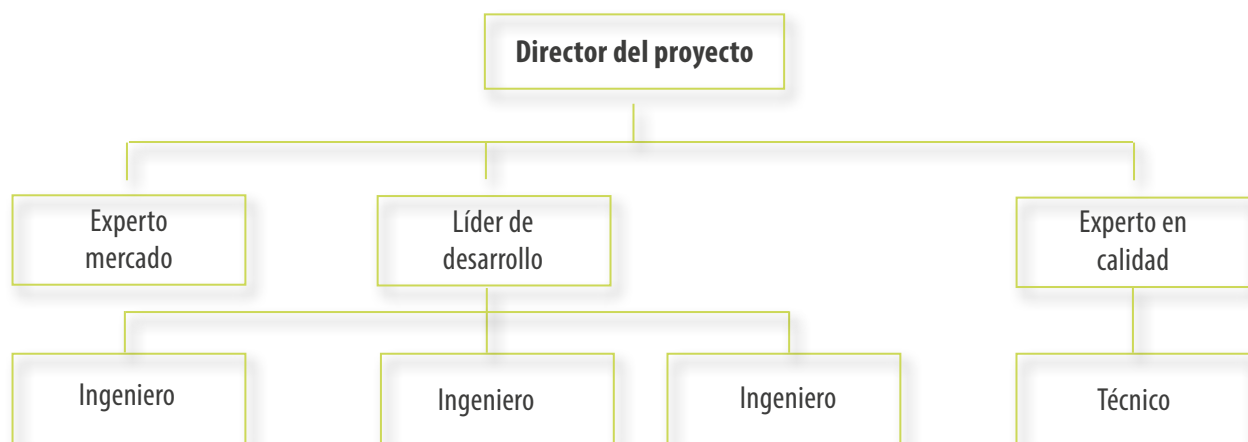 Director del proyecto
Experto
mercado
Líder de
desarrollo
Experto en
calidad
Ingeniero
Ingeniero
Ingeniero
Técnico